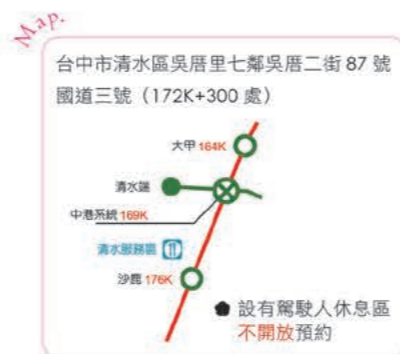 Map.
台中市清水區吳厝里七鄰吳厝二街 87 號
國道三號（172K+300 處）
大甲 164K
清水端
中港系統 169K
清水服務區
沙鹿 176K
設有駕駛人休息區
不開放預約